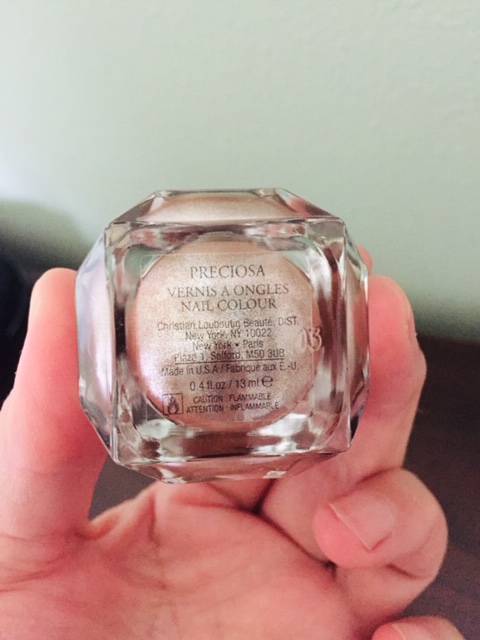 PRECIOSA
VERNIS A ONGLES
NAIL COLOUR
Christian Louboutin Beauté, DIST.
New York, NY 10022
New York • Paris
Plaza 1, Salford, M50 3UB
Made in U.S.A / Fabriqué aux É.-U.
0.4 fl.oz / 13 ml ℮
CAUTION : FLAMMABLE
ATTENTION : INFLAMMABLE